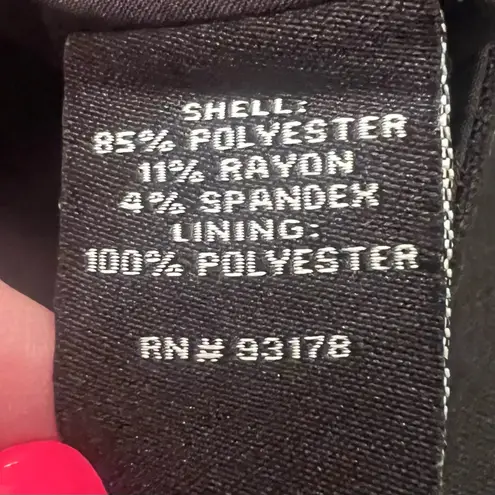 SHELL:
85% POLYESTER
11% RAYON
4% SPANDEX
LINING:
100% POLYESTER
RN# 93178